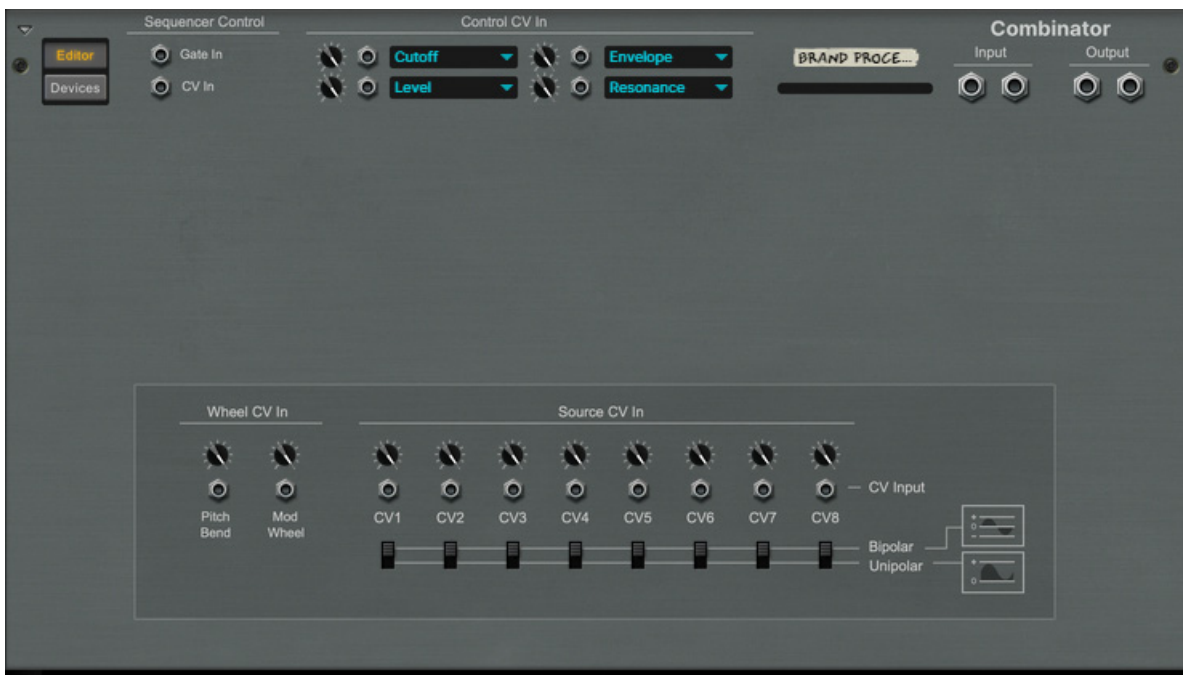 Sequencer Control
Control CV In
Combinator
Editor
Gate In
Cutoff
Envelope
BRAND PROCE...
Input
Output
Devices
CV In
Level
Resonance
Wheel CV In
Source CV In
CV Input
Pitch Bend
Mod Wheel
CV1 CV2 CV3 CV4 CV5 CV6 CV7 CV8
Bipolar
Unipolar
+
0
−
+
0